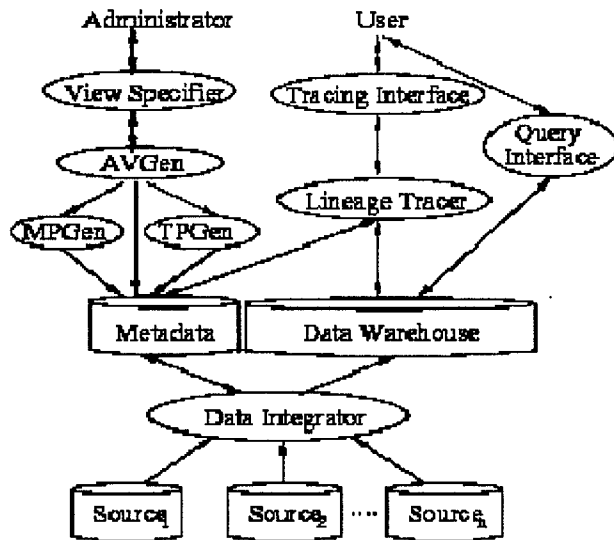 Administrator
User
View Specifier
Tracing Interface
Query
Interface
AVGen
Lineage Tracer
MPGen
TPGen
Metadata
Data Warehouse
Data Integrator
Source1
Source2
....
Sourcen